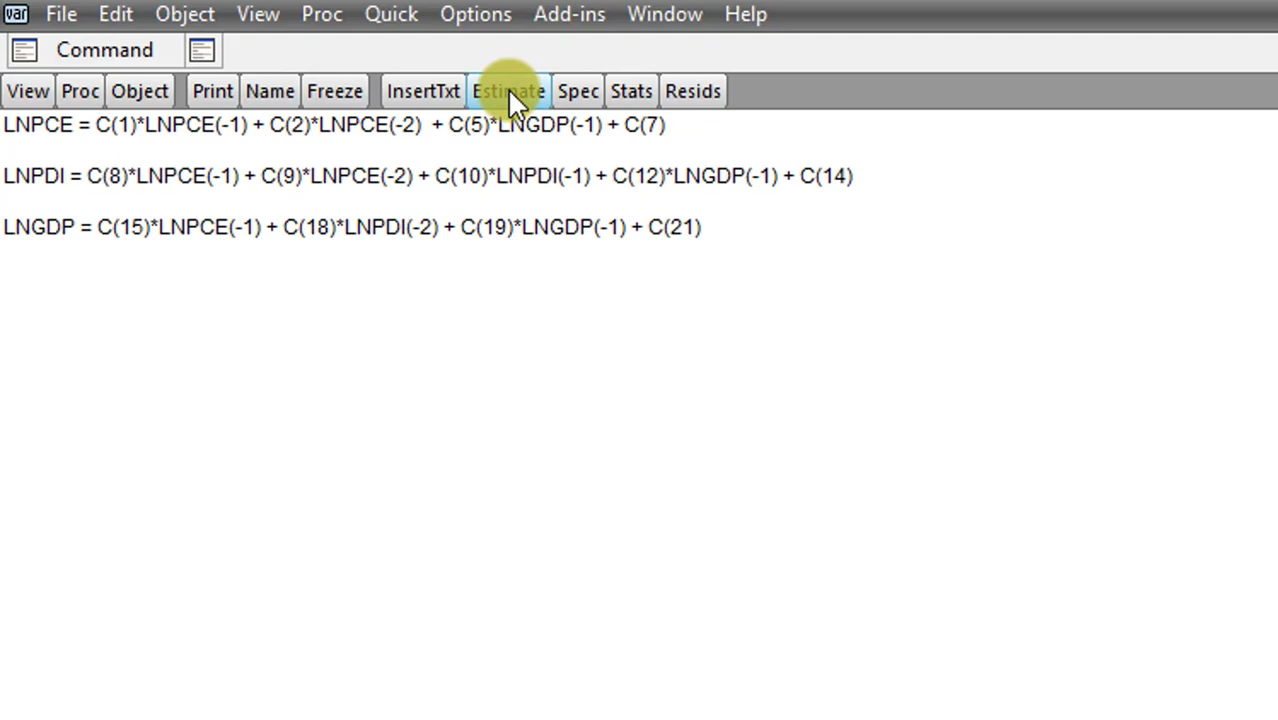 var File Edit Object View Proc Quick Options Add-ins Window Help
Command
View Proc Object Print Name Freeze InsertTxt Estimate Spec Stats Resids
LNPCE = C(1)*LNPCE(-1) + C(2)*LNPCE(-2)  + C(5)*LNGDP(-1) + C(7)
LNPDI = C(8)*LNPCE(-1) + C(9)*LNPCE(-2) + C(10)*LNPDI(-1) + C(12)*LNGDP(-1) + C(14)
LNGDP = C(15)*LNPCE(-1) + C(18)*LNPDI(-2) + C(19)*LNGDP(-1) + C(21)